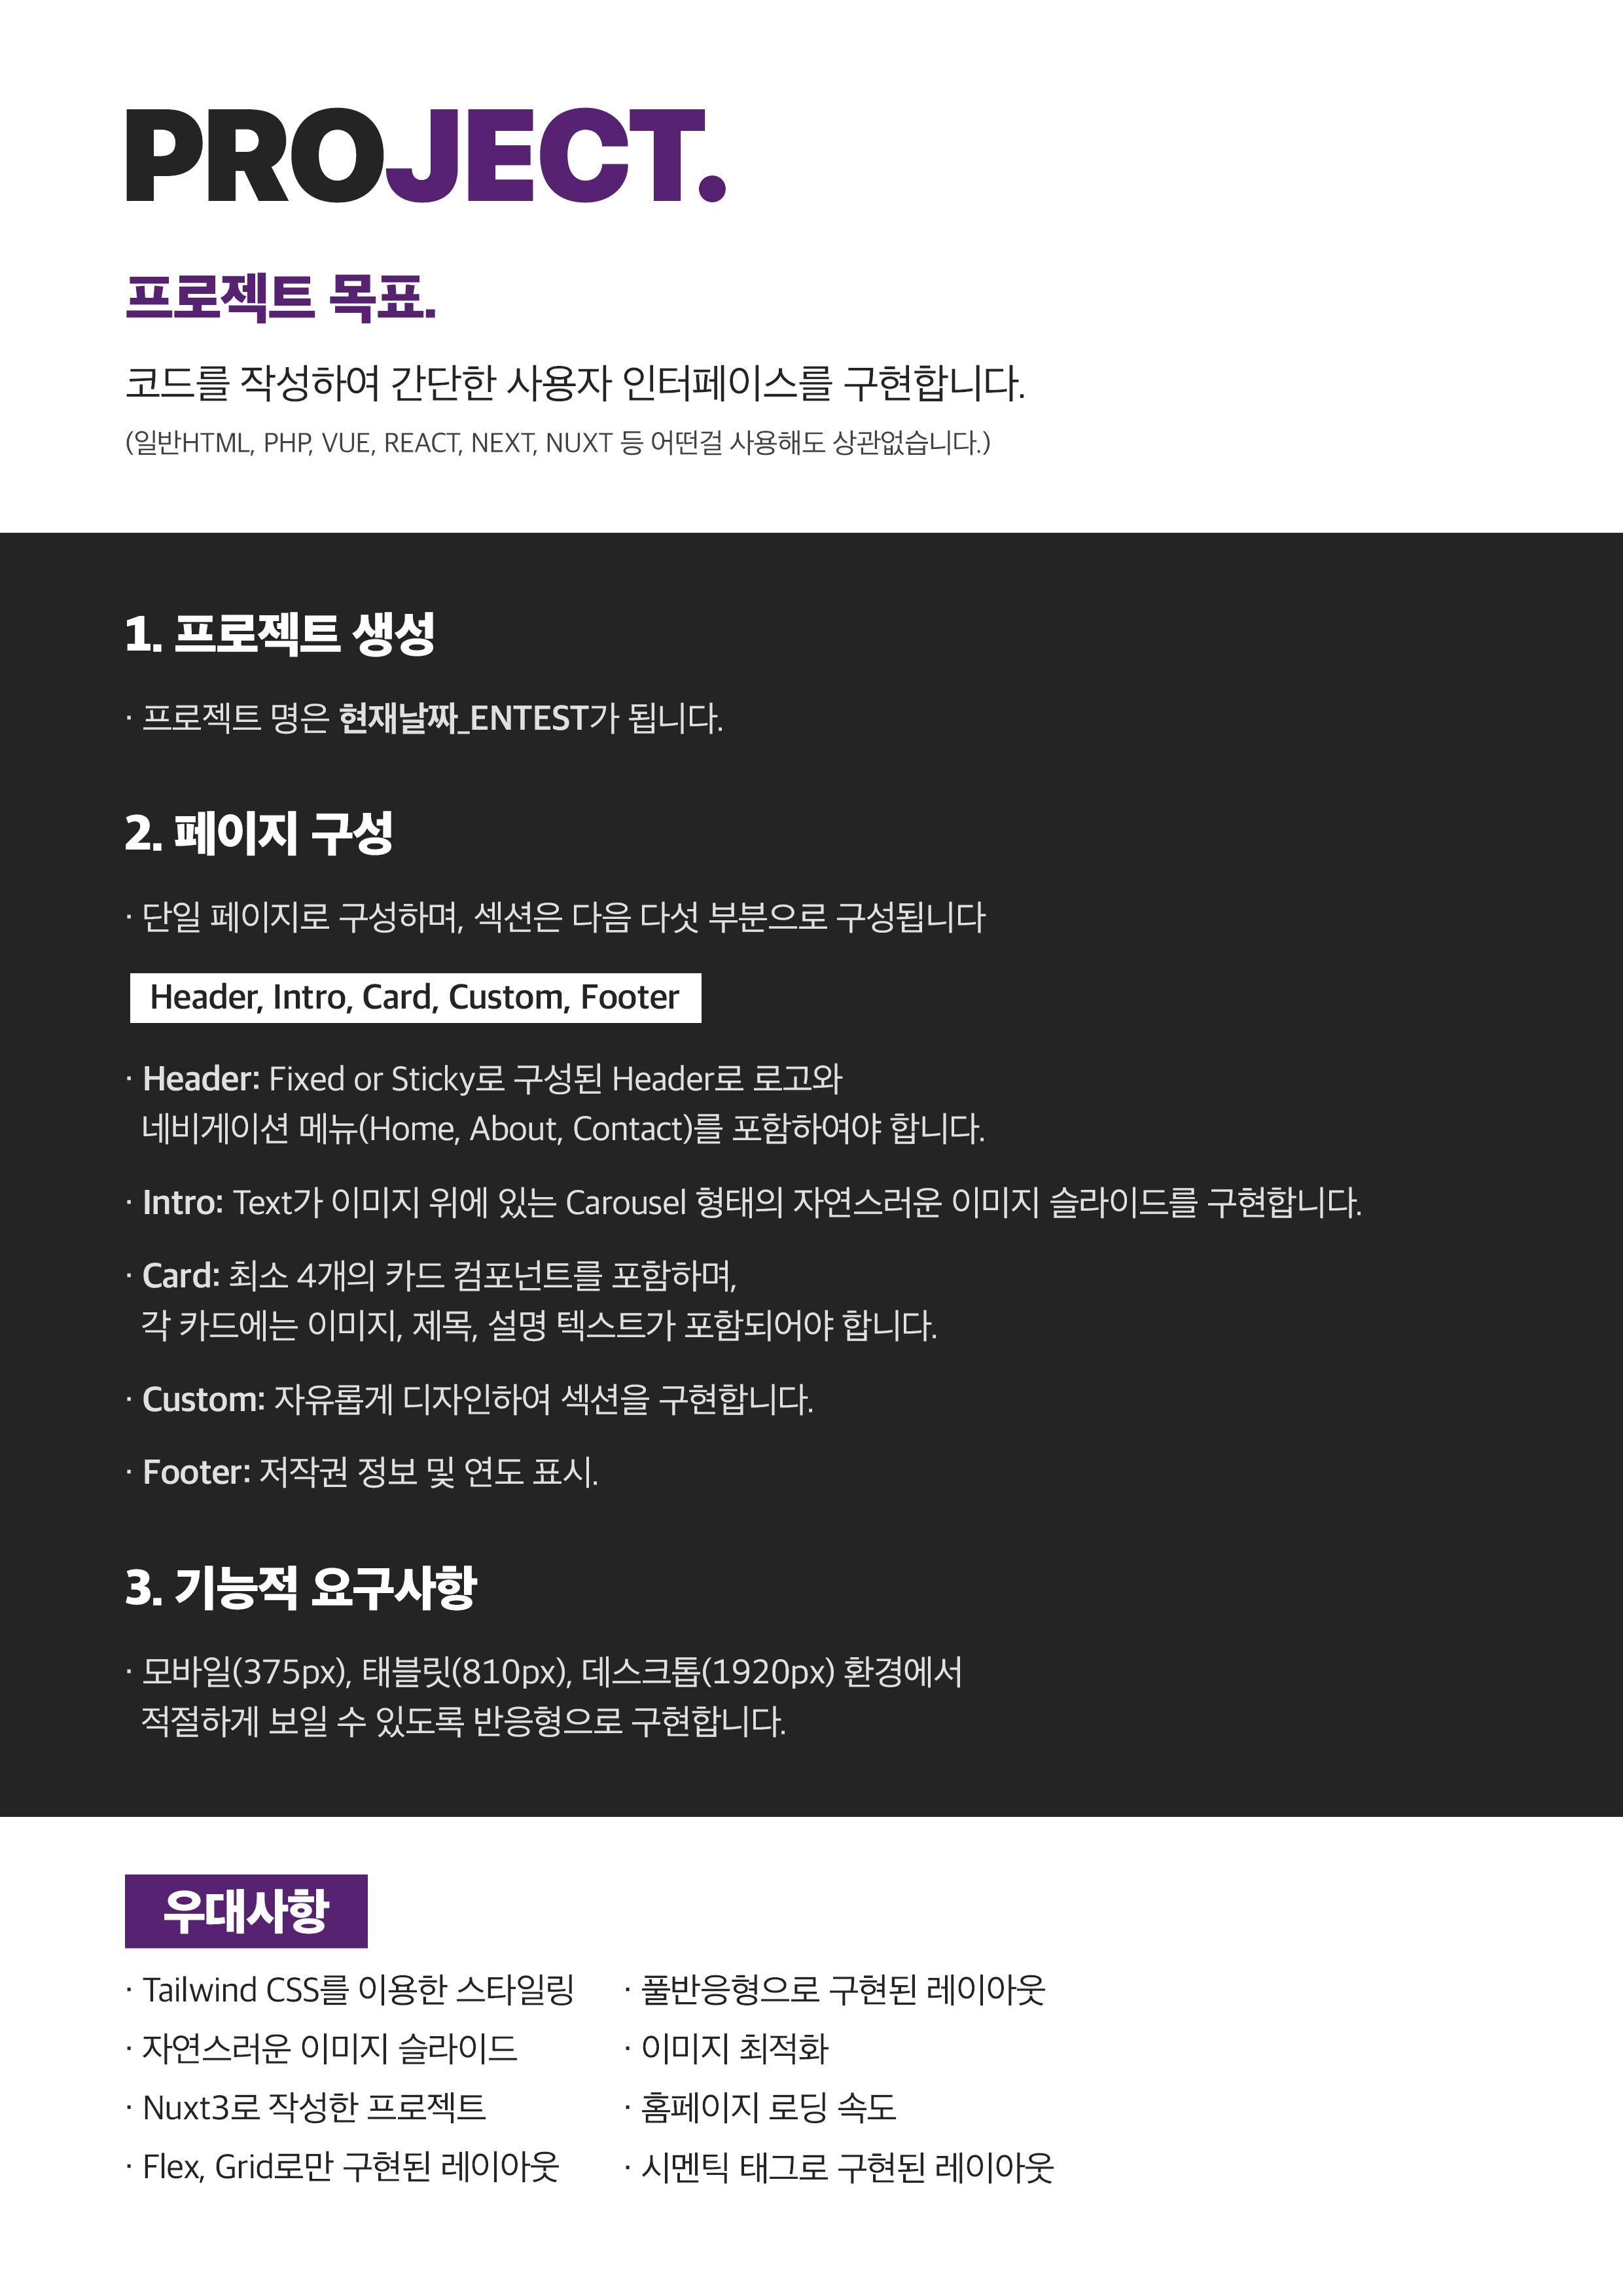 PROJECT.
프로젝트 목표.
코드를 작성하여 간단한 사용자 인터페이스를 구현합니다.
(일반HTML, PHP, VUE, REACT, NEXT, NUXT 등 어떤걸 사용해도 상관없습니다.)
1. 프로젝트 생성
· 프로젝트 명은 현재날짜_ENTEST가 됩니다.
2. 페이지 구성
· 단일 페이지로 구성하며, 섹션은 다음 다섯 부분으로 구성됩니다
Header, Intro, Card, Custom, Footer
· Header: Fixed or Sticky로 구성된 Header로 로고와
네비게이션 메뉴(Home, About, Contact)를 포함하여야 합니다.
· Intro: Text가 이미지 위에 있는 Carousel 형태의 자연스러운 이미지 슬라이드를 구현합니다.
· Card: 최소 4개의 카드 컴포넌트를 포함하며,
각 카드에는 이미지, 제목, 설명 텍스트가 포함되어야 합니다.
· Custom: 자유롭게 디자인하여 섹션을 구현합니다.
· Footer: 저작권 정보 및 연도 표시.
3. 기능적 요구사항
· 모바일(375px), 태블릿(810px), 데스크톱(1920px) 환경에서
적절하게 보일 수 있도록 반응형으로 구현합니다.
우대사항
· Tailwind CSS를 이용한 스타일링
· 자연스러운 이미지 슬라이드
· Nuxt3로 작성한 프로젝트
· Flex, Grid로만 구현된 레이아웃
· 풀반응형으로 구현된 레이아웃
· 이미지 최적화
· 홈페이지 로딩 속도
· 시멘틱 태그로 구현된 레이아웃